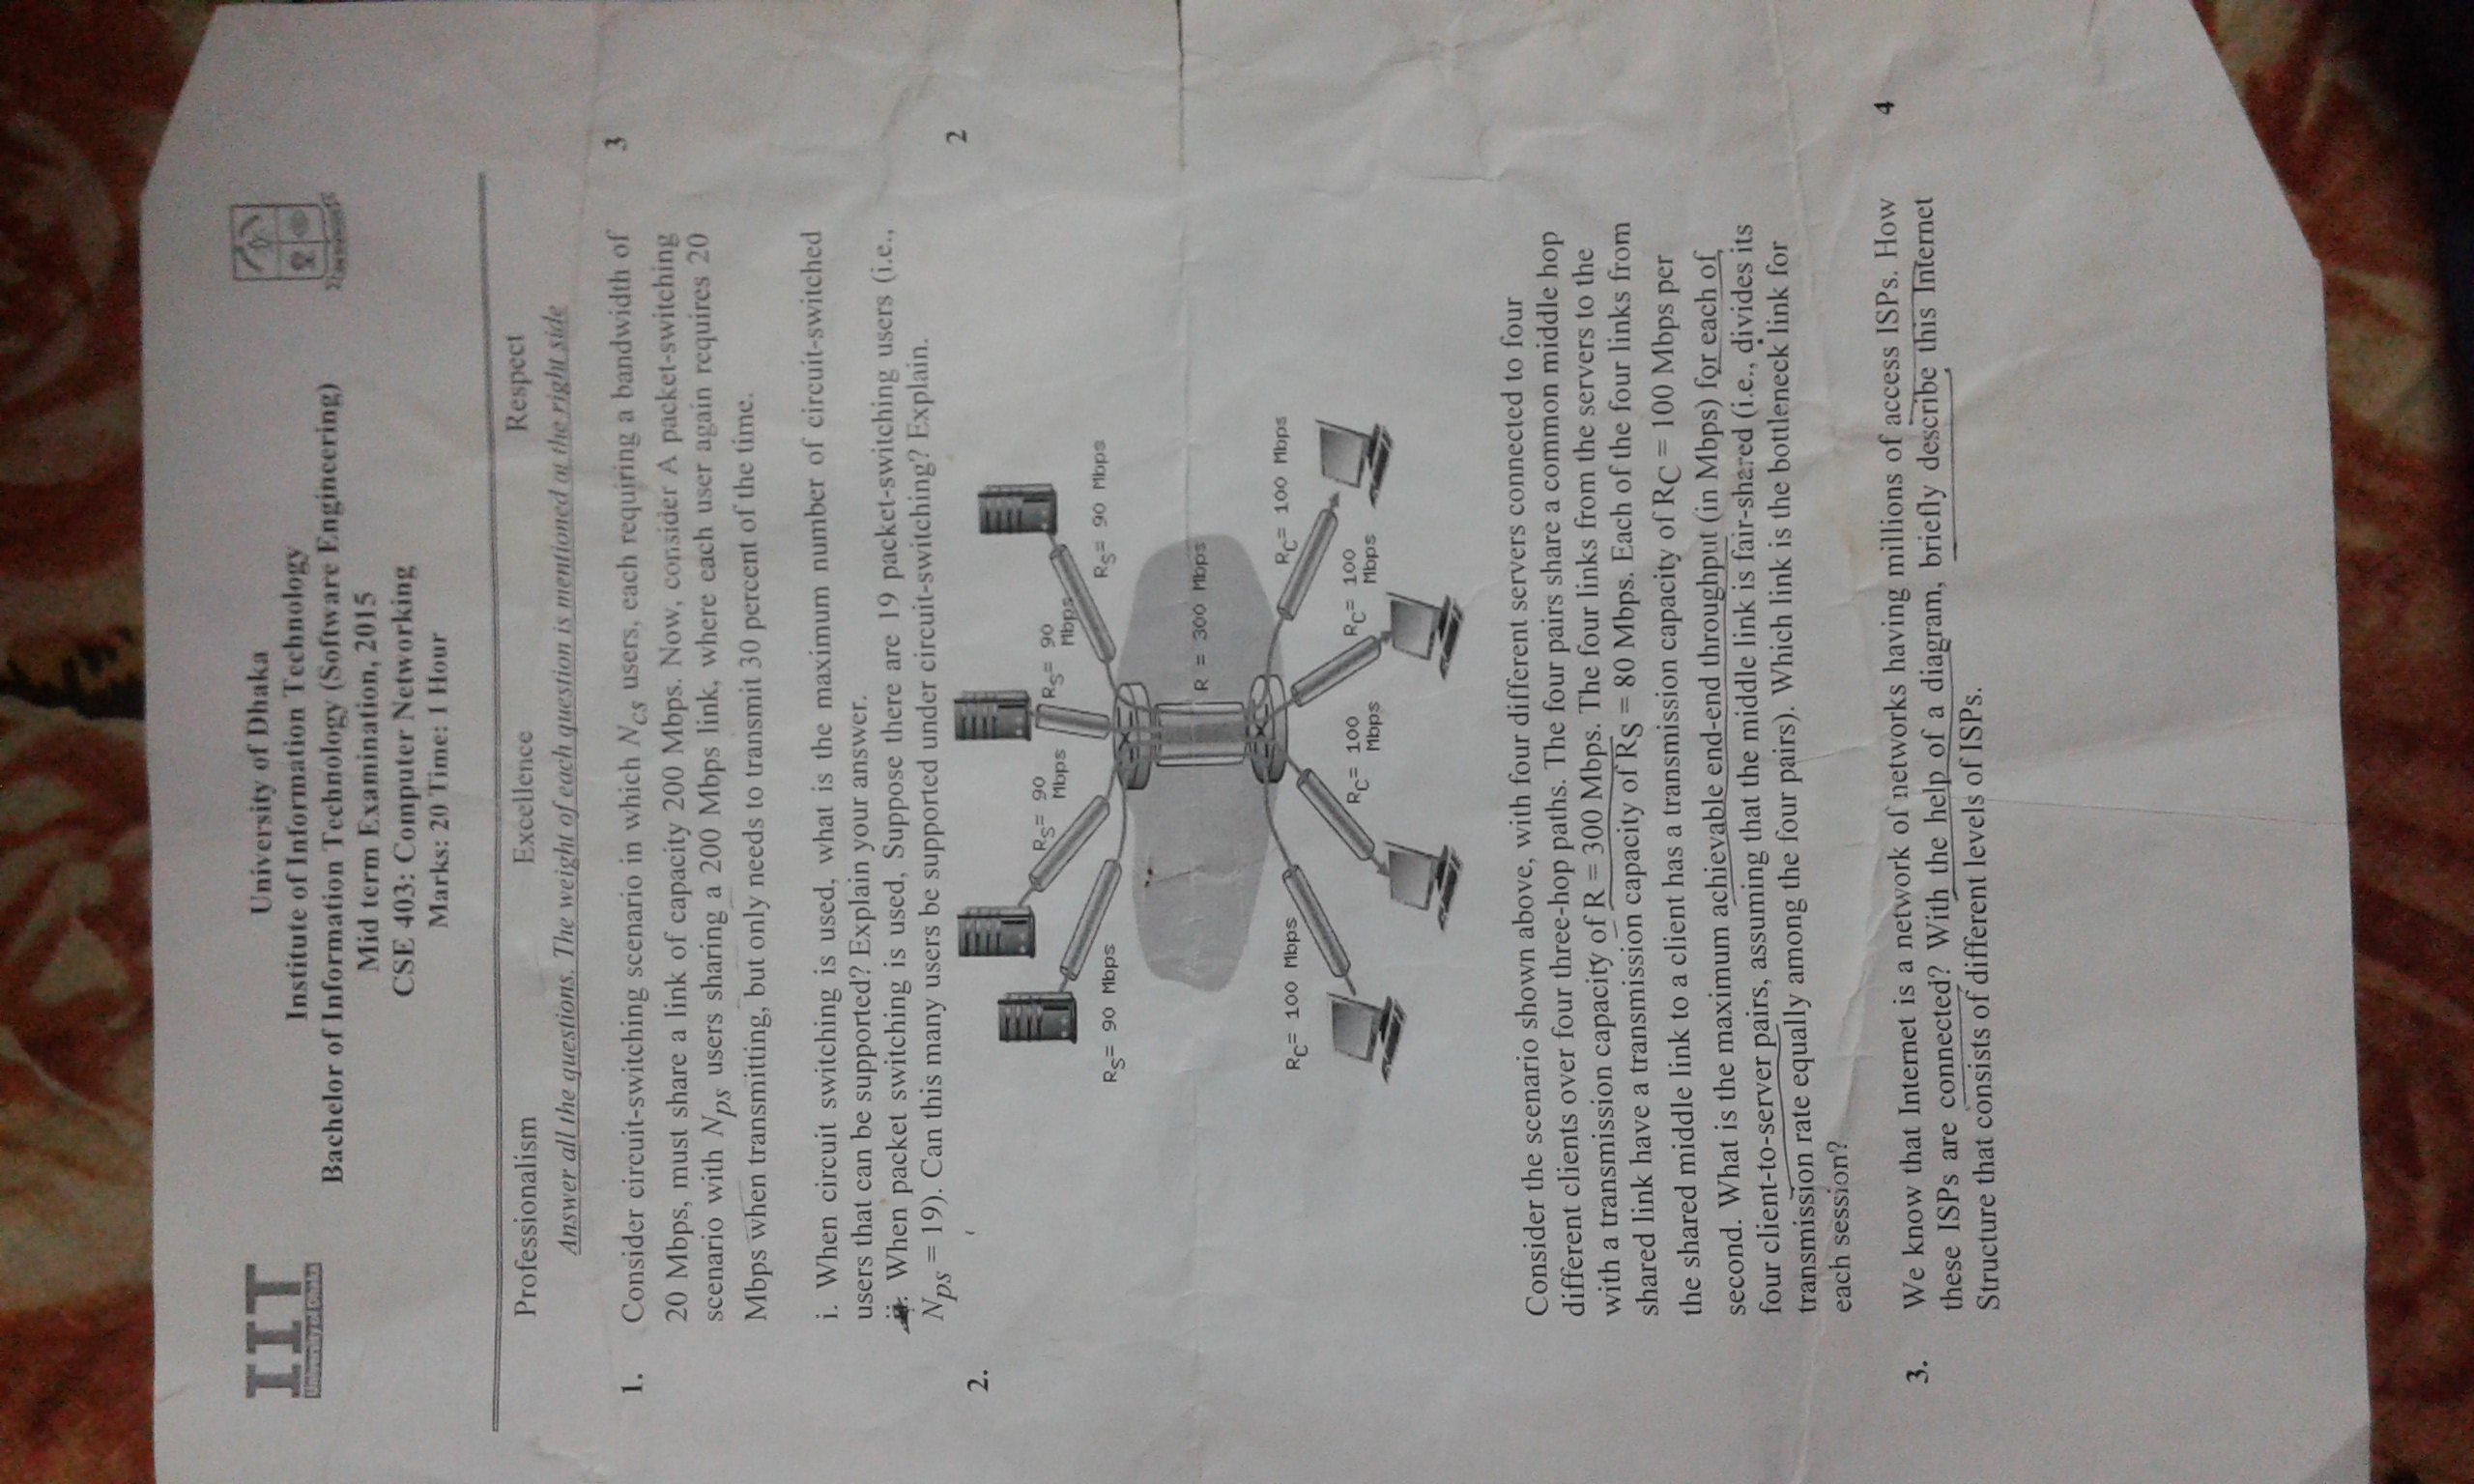 IIT
University of Dhaka
University of Dhaka
Institute of Information Technology
Bachelor of Information Technology (Software Engineering)
Mid term Examination, 2015
CSE 403: Computer Networking
Marks: 20 Time: 1 Hour
Professionalism Excellence Respect
Answer all the questions. The weight of each question is mentioned at the right side
1. Consider circuit-switching scenario in which Ncs users, each requiring a bandwidth of 3
20 Mbps, must share a link of capacity 200 Mbps. Now, consider A packet-switching
scenario with Nps users sharing a 200 Mbps link, where each user again requires 20
Mbps when transmitting, but only needs to transmit 30 percent of the time.
i. When circuit switching is used, what is the maximum number of circuit-switched
users that can be supported? Explain your answer.
ii. When packet switching is used, Suppose there are 19 packet-switching users (i.e.,
Nps = 19). Can this many users be supported under circuit-switching? Explain.
2. 2
RS= 90 Mbps
RS= 90 Mbps
RS= 90 Mbps
RS= 90 Mbps
R = 300 Mbps
RC= 100 Mbps
RC= 100 Mbps
RC= 100 Mbps
RC= 100 Mbps
Consider the scenario shown above, with four different servers connected to four
different clients over four three-hop paths. The four pairs share a common middle hop
with a transmission capacity of R = 300 Mbps. The four links from the servers to the
shared link have a transmission capacity of RS = 80 Mbps. Each of the four links from
the shared middle link to a client has a transmission capacity of RC = 100 Mbps per
second. What is the maximum achievable end-end throughput (in Mbps) for each of
four client-to-server pairs, assuming that the middle link is fair-shared (i.e., divides its
transmission rate equally among the four pairs). Which link is the bottleneck link for
each session?
3. We know that Internet is a network of networks having millions of access ISPs. How 4
these ISPs are connected? With the help of a diagram, briefly describe this Internet
Structure that consists of different levels of ISPs.